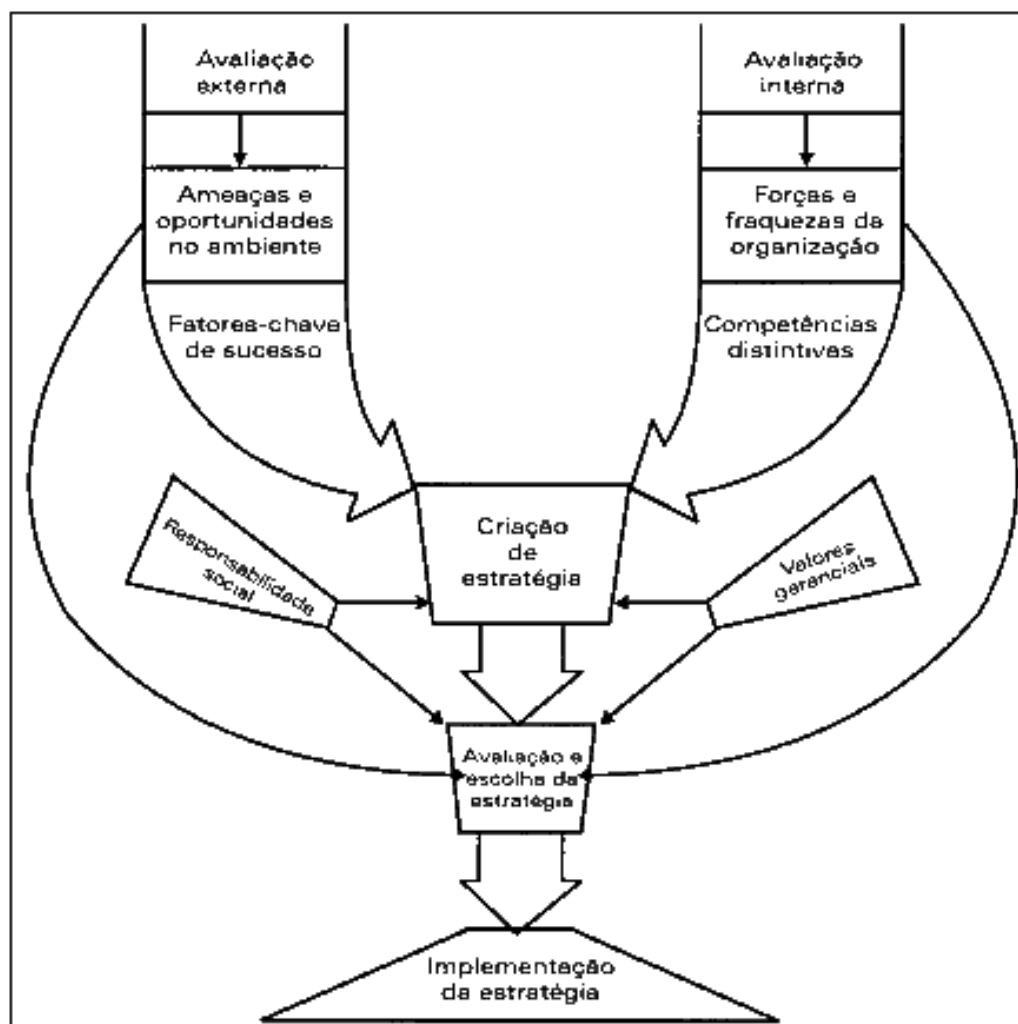 Avaliação
externa
Avaliação
interna
Ameaças e
oportunidades
no ambiente
Forças e
fraquezas da
organização
Fatores-chave
de sucesso
Competências
distintivas
Criação
de
estratégia
Responsabilidade
social
Valores
gerenciais
Avaliação e
escolha da
estratégia
Implementação
da estratégia